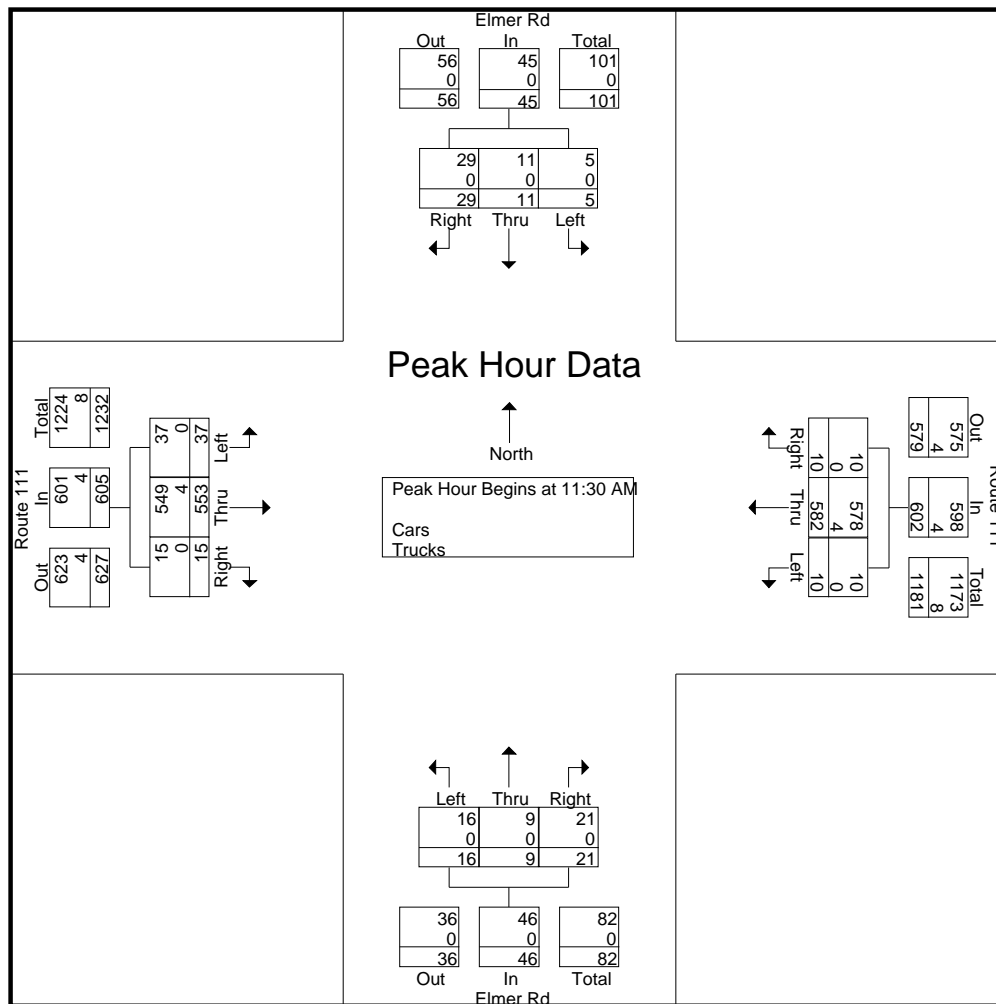 Elmer Rd
Out In Total
56 45 101
0 0 0
56 45 101
29 11 5
0 0 0
29 11 5
Right Thru Left
Peak Hour Data
North
Peak Hour Begins at 11:30 AM
Cars
Trucks
Route 111
Out In Total
623 601 1224
4 4 8
627 605 1232
15 549 37
0 4 0
15 553 37
Right Thru Left
Route 111
Out In Total
575 598 1173
4 4 8
579 602 1181
10 578 10
0 4 0
10 582 10
Right Thru Left
Left Thru Right
16 9 21
0 0 0
16 9 21
36 46 82
0 0 0
36 46 82
Out In Total
Elmer Rd